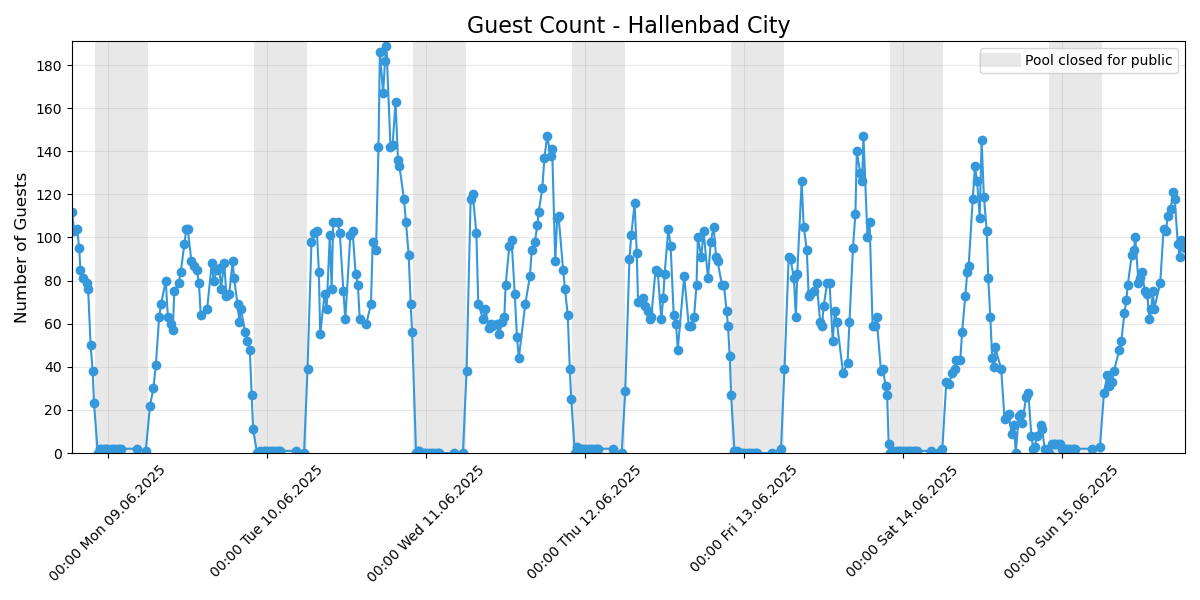 Guest Count - Hallenbad City
Pool closed for public
Number of Guests
180
160
140
120
100
80
60
40
20
0
00:00 Mon 09.06.2025
00:00 Tue 10.06.2025
00:00 Wed 11.06.2025
00:00 Thu 12.06.2025
00:00 Fri 13.06.2025
00:00 Sat 14.06.2025
00:00 Sun 15.06.2025